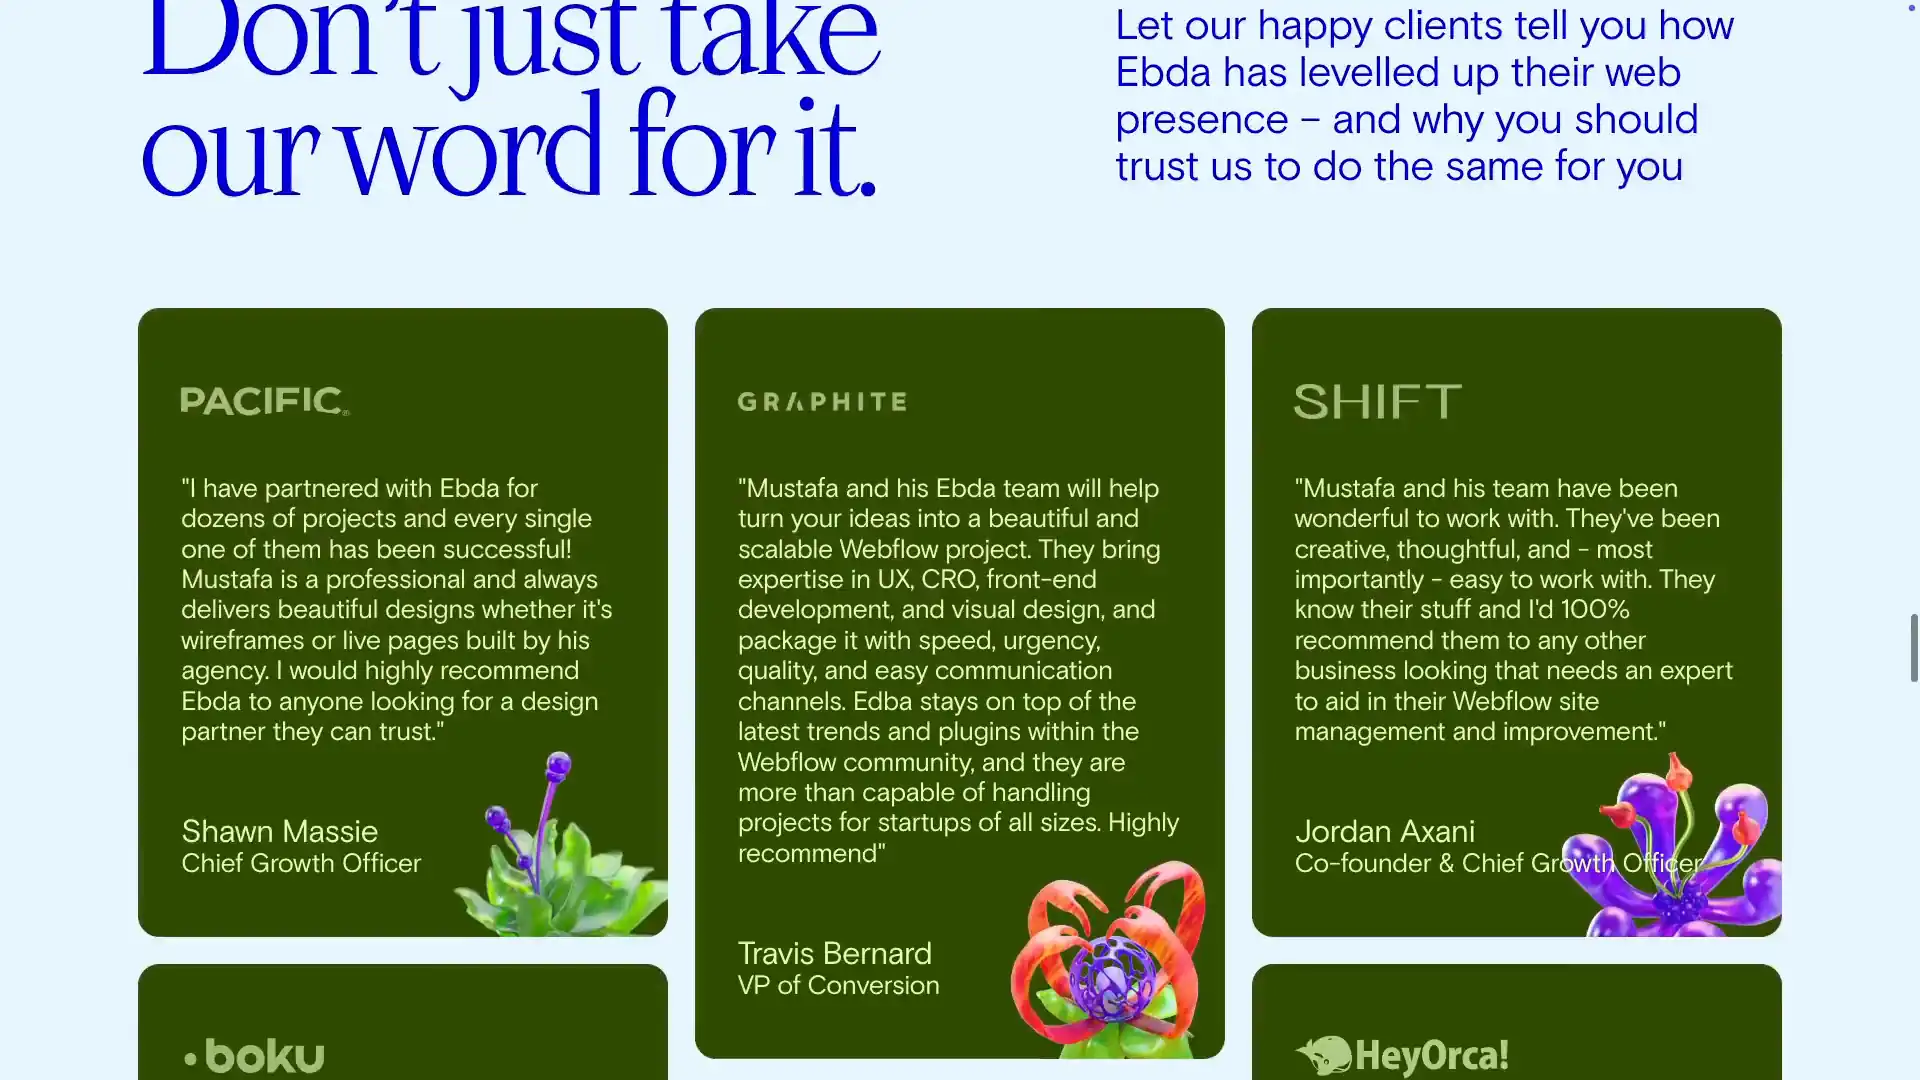 Don't just take
our word for it.
Let our happy clients tell you how
Ebda has levelled up their web
presence – and why you should
trust us to do the same for you
PACIFIC®
"I have partnered with Ebda for
dozens of projects and every single
one of them has been successful!
Mustafa is a professional and always
delivers beautiful designs whether it's
wireframes or live pages built by his
agency. I would highly recommend
Ebda to anyone looking for a design
partner they can trust."
Shawn Massie
Chief Growth Officer
GRAPHITE
"Mustafa and his Ebda team will help
turn your ideas into a beautiful and
scalable Webflow project. They bring
expertise in UX, CRO, front-end
development, and visual design, and
package it with speed, urgency,
quality, and easy communication
channels. Edba stays on top of the
latest trends and plugins within the
Webflow community, and they are
more than capable of handling
projects for startups of all sizes. Highly
recommend"
Travis Bernard
VP of Conversion
SHIFT
"Mustafa and his team have been
wonderful to work with. They've been
creative, thoughtful, and - most
importantly - easy to work with. They
know their stuff and I'd 100%
recommend them to any other
business looking that needs an expert
to aid in their Webflow site
management and improvement."
Jordan Axani
Co-founder & Chief Growth Officer
boku
HeyOrca!